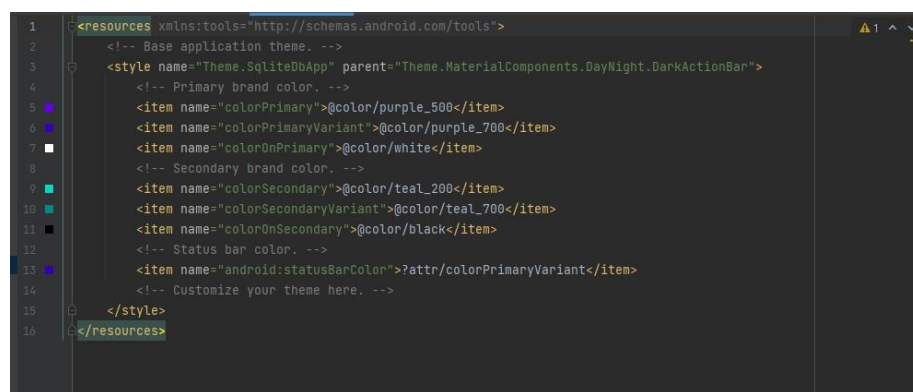 1 <resources xmlns:tools="http://schemas.android.com/tools">
2 <!-- Base application theme. -->
3 <style name="Theme.SqliteDbApp" parent="Theme.MaterialComponents.DayNight.DarkActionBar">
4 <!-- Primary brand color. -->
5 <item name="colorPrimary">@color/purple_500</item>
6 <item name="colorPrimaryVariant">@color/purple_700</item>
7 <item name="colorOnPrimary">@color/white</item>
8 <!-- Secondary brand color. -->
9 <item name="colorSecondary">@color/teal_200</item>
10 <item name="colorSecondaryVariant">@color/teal_700</item>
11 <item name="colorOnSecondary">@color/black</item>
12 <!-- Status bar color. -->
13 <item name="android:statusBarColor">?attr/colorPrimaryVariant</item>
14 <!-- Customize your theme here. -->
15 </style>
16 </resources>
1